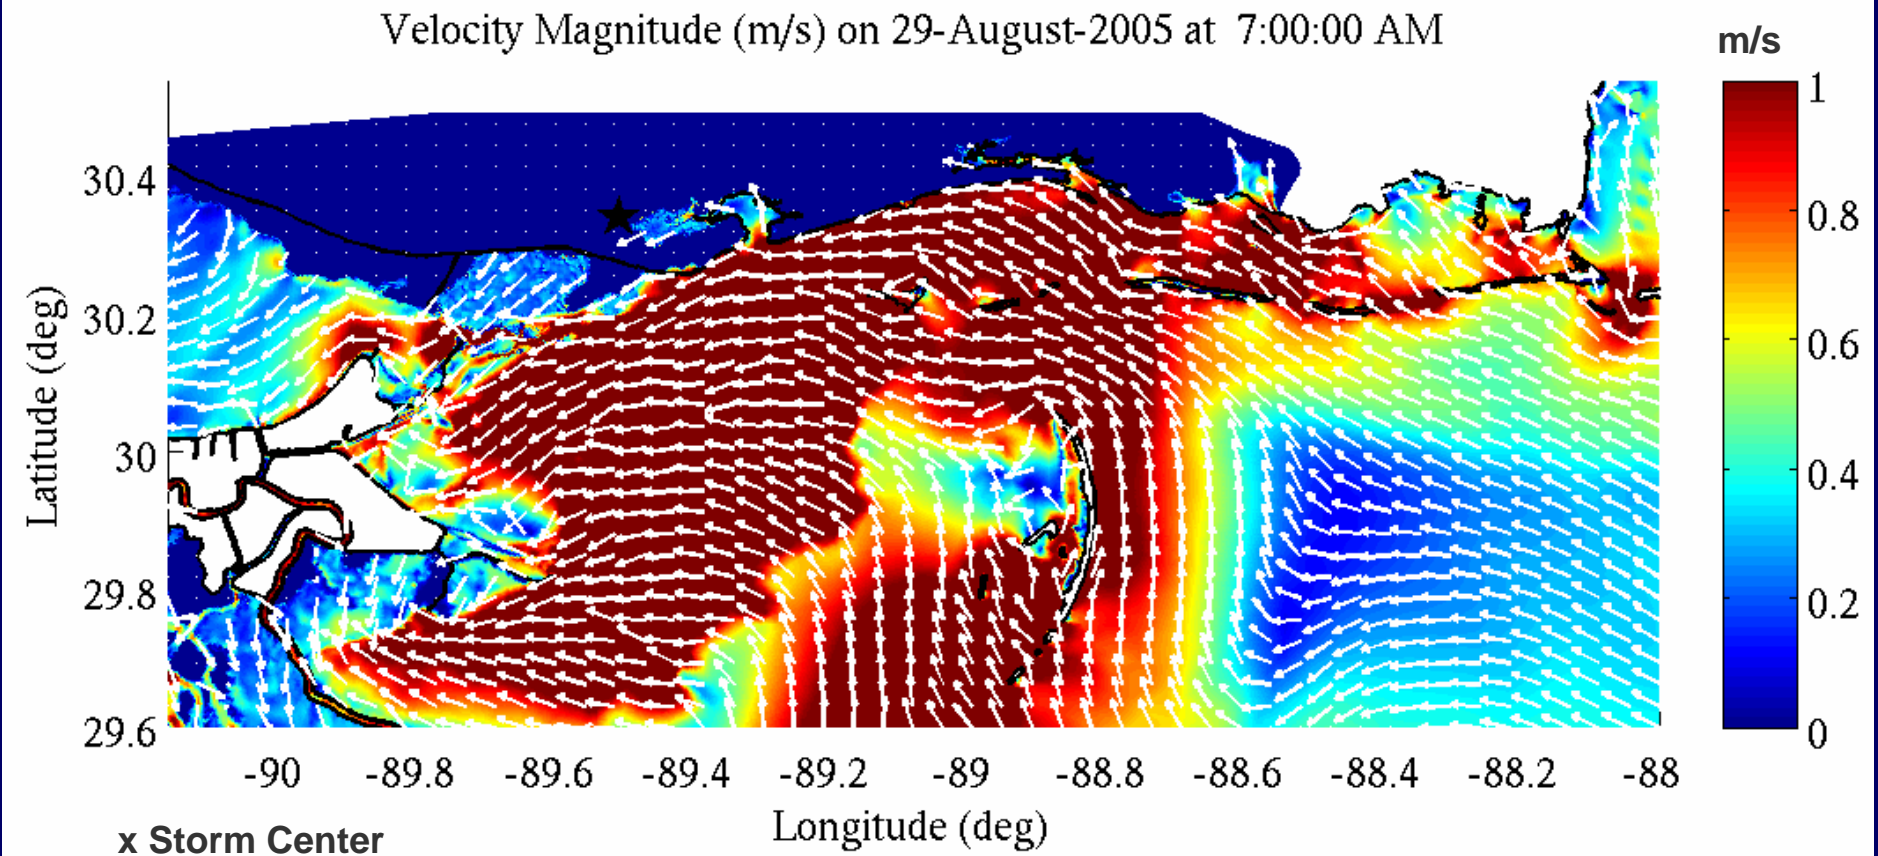 Velocity Magnitude (m/s) on 29-August-2005 at 7:00:00 AM
m/s
1
0.8
0.6
0.4
0.2
0
Latitude (deg)
30.4
30.2
30
29.8
29.6
-90 -89.8 -89.6 -89.4 -89.2 -89 -88.8 -88.6 -88.4 -88.2 -88
Longitude (deg)
x Storm Center